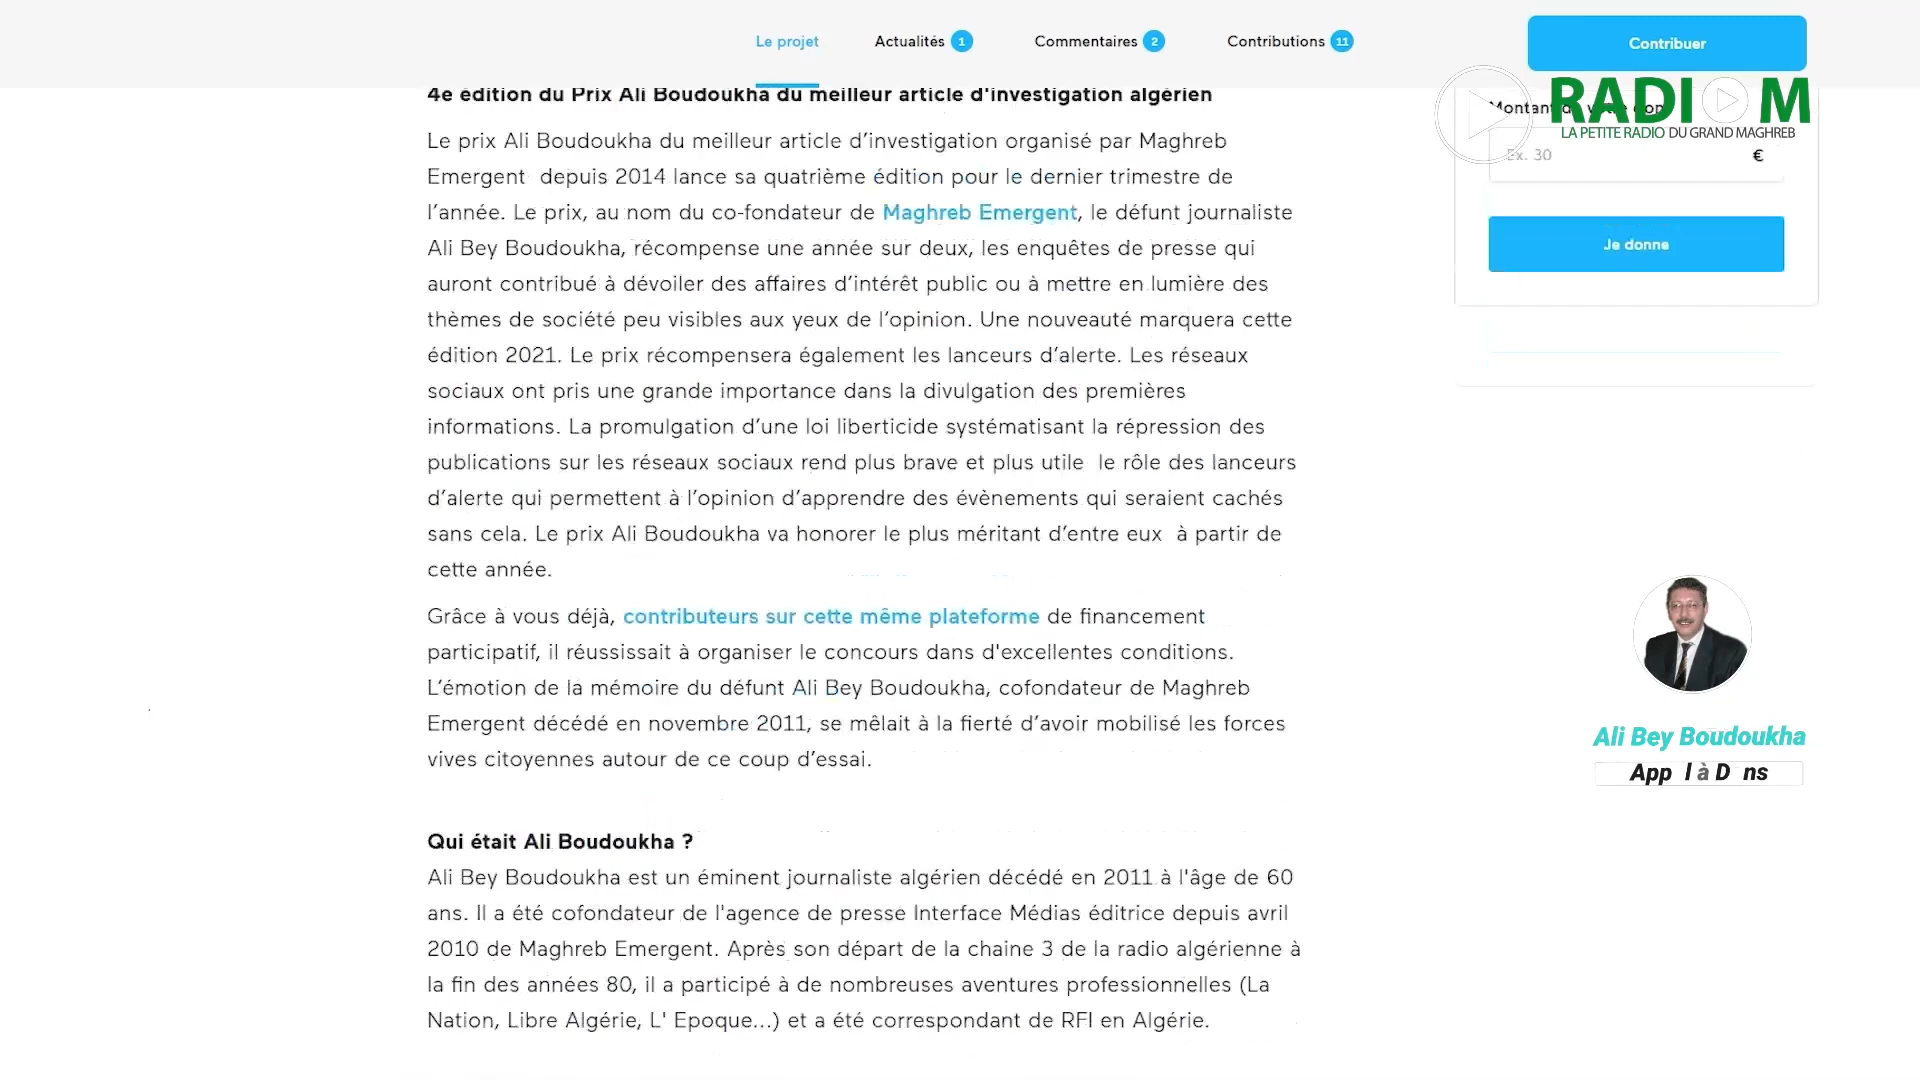 Le projet
Actualités 1
Commentaires 2
Contributions 11
Contribuer
4e édition du Prix Ali Boudoukha du meilleur article d'investigation algérien
Le prix Ali Boudoukha du meilleur article d’investigation organisé par Maghreb
Emergent depuis 2014 lance sa quatrième édition pour le dernier trimestre de
l’année. Le prix, au nom du co-fondateur de Maghreb Emergent, le défunt journaliste
Ali Bey Boudoukha, récompense une année sur deux, les enquêtes de presse qui
auront contribué à dévoiler des affaires d’intérêt public ou à mettre en lumière des
thèmes de société peu visibles aux yeux de l’opinion. Une nouveauté marquera cette
édition 2021. Le prix récompensera également les lanceurs d’alerte. Les réseaux
sociaux ont pris une grande importance dans la divulgation des premières
informations. La promulgation d’une loi liberticide systématisant la répression des
publications sur les réseaux sociaux rend plus brave et plus utile le rôle des lanceurs
d’alerte qui permettent à l’opinion d’apprendre des évènements qui seraient cachés
sans cela. Le prix Ali Boudoukha va honorer le plus méritant d’entre eux à partir de
cette année.
Grâce à vous déjà, contributeurs sur cette même plateforme de financement
participatif, il réussissait à organiser le concours dans d'excellentes conditions.
L’émotion de la mémoire du défunt Ali Bey Boudoukha, cofondateur de Maghreb
Emergent décédé en novembre 2011, se mêlait à la fierté d’avoir mobilisé les forces
vives citoyennes autour de ce coup d’essai.
Qui était Ali Boudoukha ?
Ali Bey Boudoukha est un éminent journaliste algérien décédé en 2011 à l'âge de 60
ans. Il a été cofondateur de l'agence de presse Interface Médias éditrice depuis avril
2010 de Maghreb Emergent. Après son départ de la chaine 3 de la radio algérienne à
la fin des années 80, il a participé à de nombreuses aventures professionnelles (La
Nation, Libre Algérie, L' Epoque...) et a été correspondant de RFI en Algérie.
RADIOM
LA PETITE RADIO DU GRAND MAGHREB
Montant de votre don
Ex. 30 €
Je donne
Ali Bey Boudoukha
App l à D ns